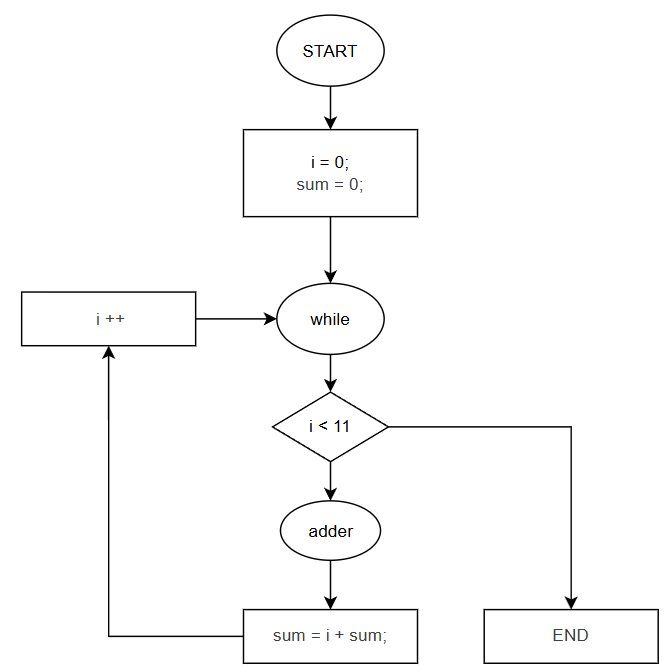 START
i = 0;
sum = 0;
i ++
while
i < 11
adder
sum = i + sum;
END